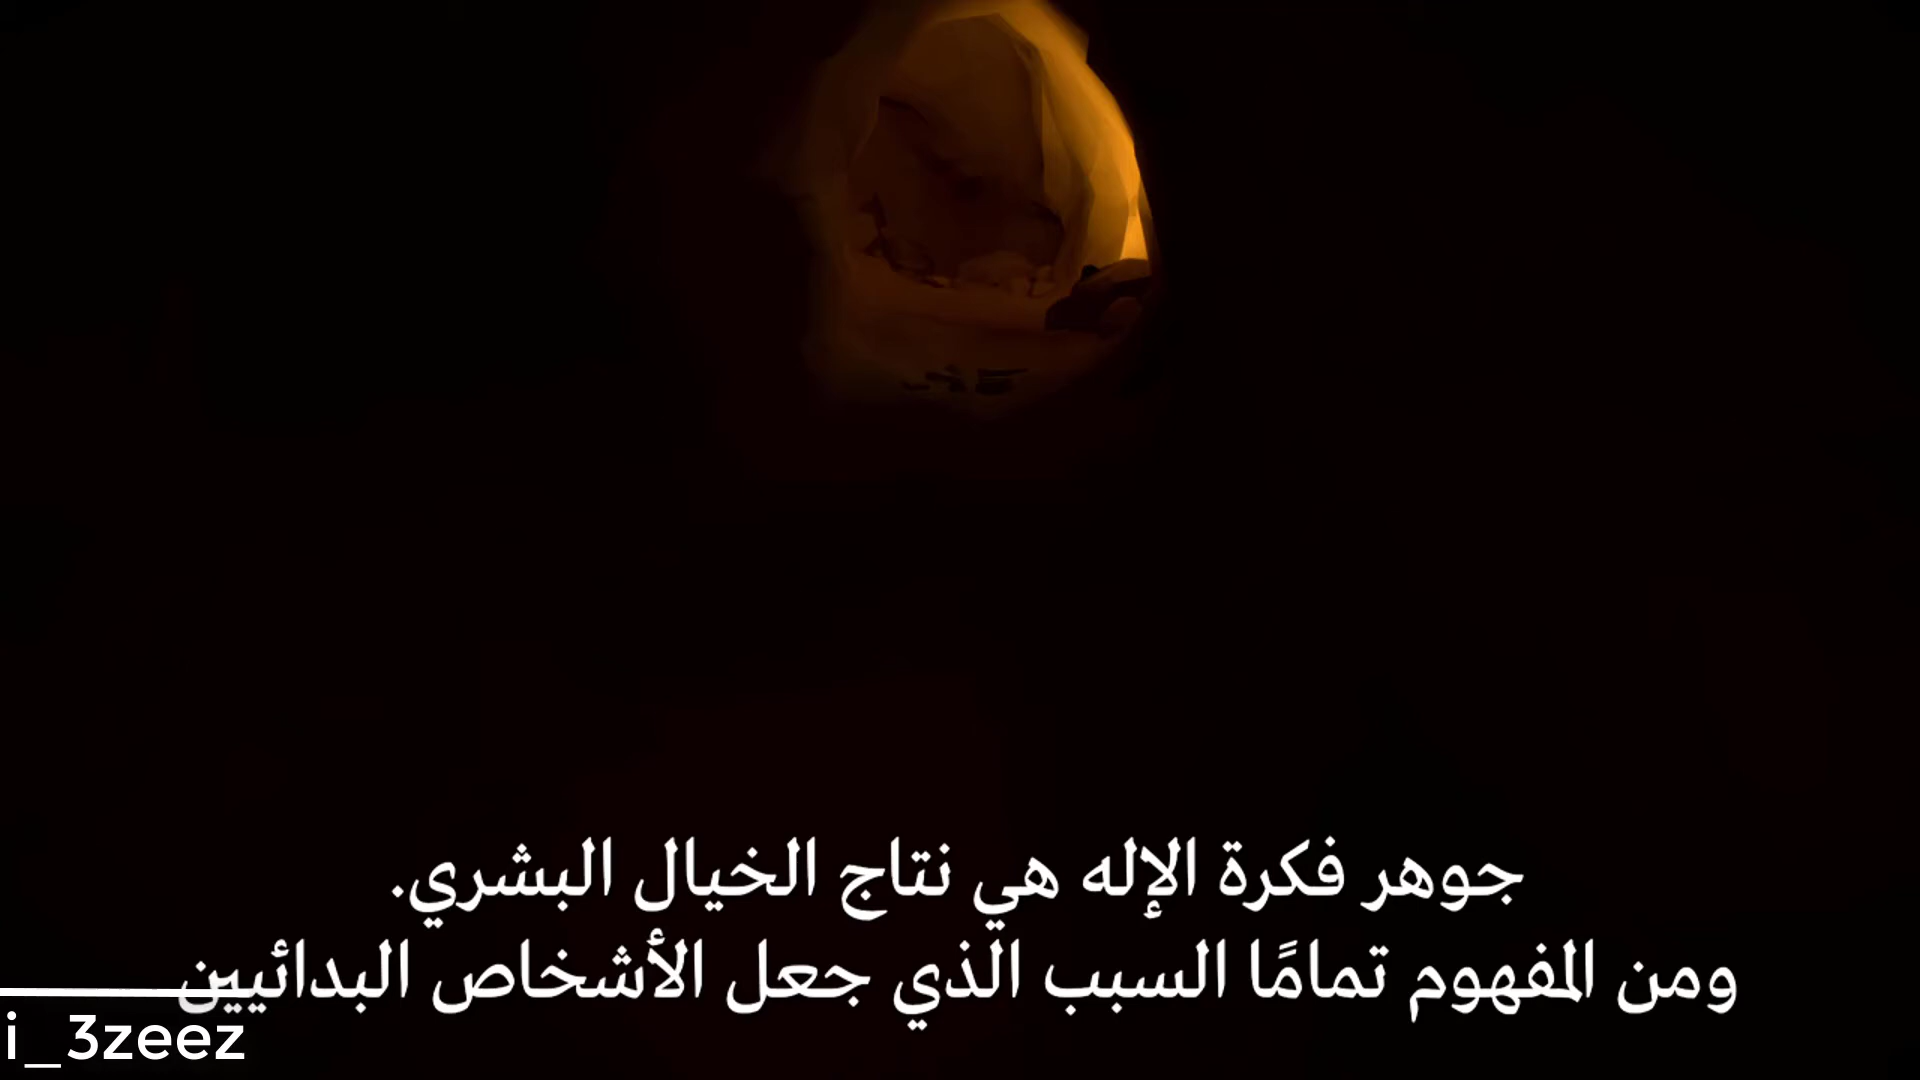 جوهر فكرة الإله هي نتاج الخيال البشري.
ومن المفهوم تمامًا السبب الذي جعل الأشخاص البدائيين
i_3zeez